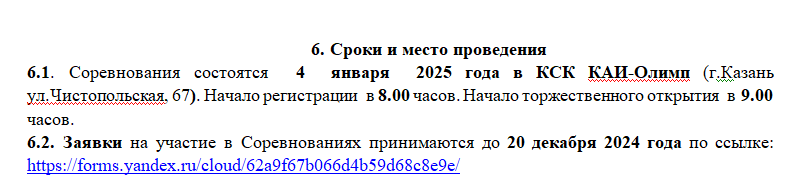 6. Сроки и место проведения
6.1. Соревнования состоятся 4 января 2025 года в КСК КАИ-Олимп (г.Казань
ул.Чистопольская, 67). Начало регистрации в 8.00 часов. Начало торжественного открытия в 9.00
часов.
6.2. Заявки на участие в Соревнованиях принимаются до 20 декабря 2024 года по ссылке:
https://forms.yandex.ru/cloud/62a9f67b066d4b59d68c8e9e/